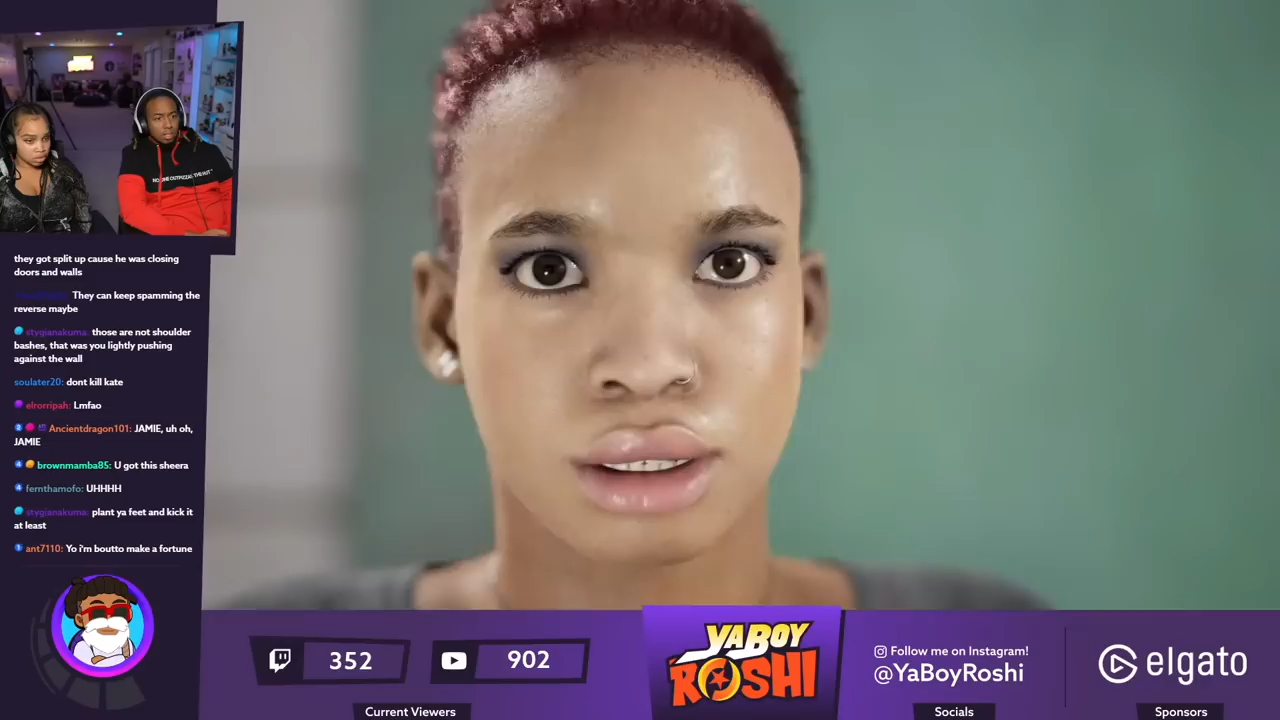 they got split up cause he was closing
doors and walls
They can keep spamming the
reverse maybe
stygianakuma: those are not shoulder
bashes, that was you lightly pushing
against the wall
soulater20: dont kill kate
elrorripah: Lmfao
Ancientdragon101: JAMIE, uh oh,
JAMIE
brownmamba85: U got this sheera
fernthamofo: UHHHH
stygianakuma: plant ya feet and kick it
at least
ant7110: Yo i'm boutto make a fortune
352
902
Current Viewers
YABOY
ROSHI
Follow me on Instagram!
@YaBoyRoshi
Socials
elgato
Sponsors